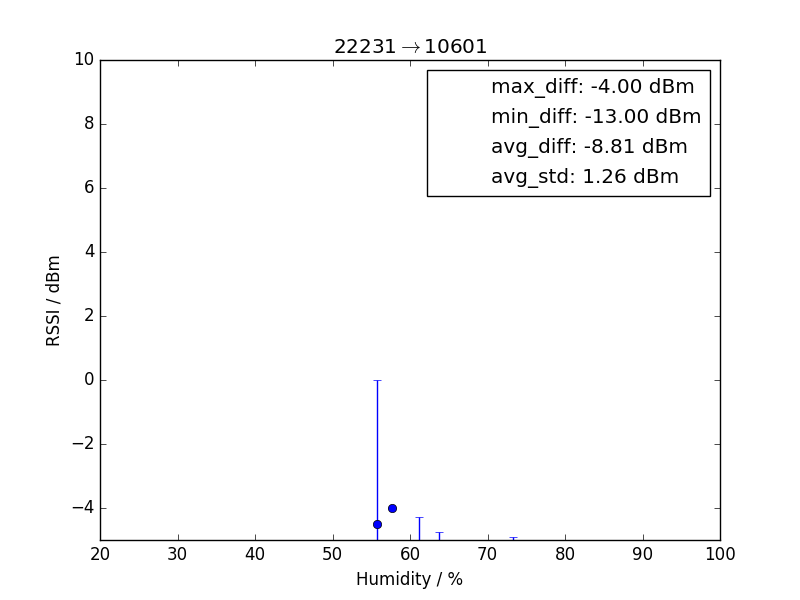 22231→10601
max_diff: -4.00 dBm
min_diff: -13.00 dBm
avg_diff: -8.81 dBm
avg_std: 1.26 dBm
10
8
6
4
2
0
−2
−4
RSSI / dBm
20 30 40 50 60 70 80 90 100
Humidity / %